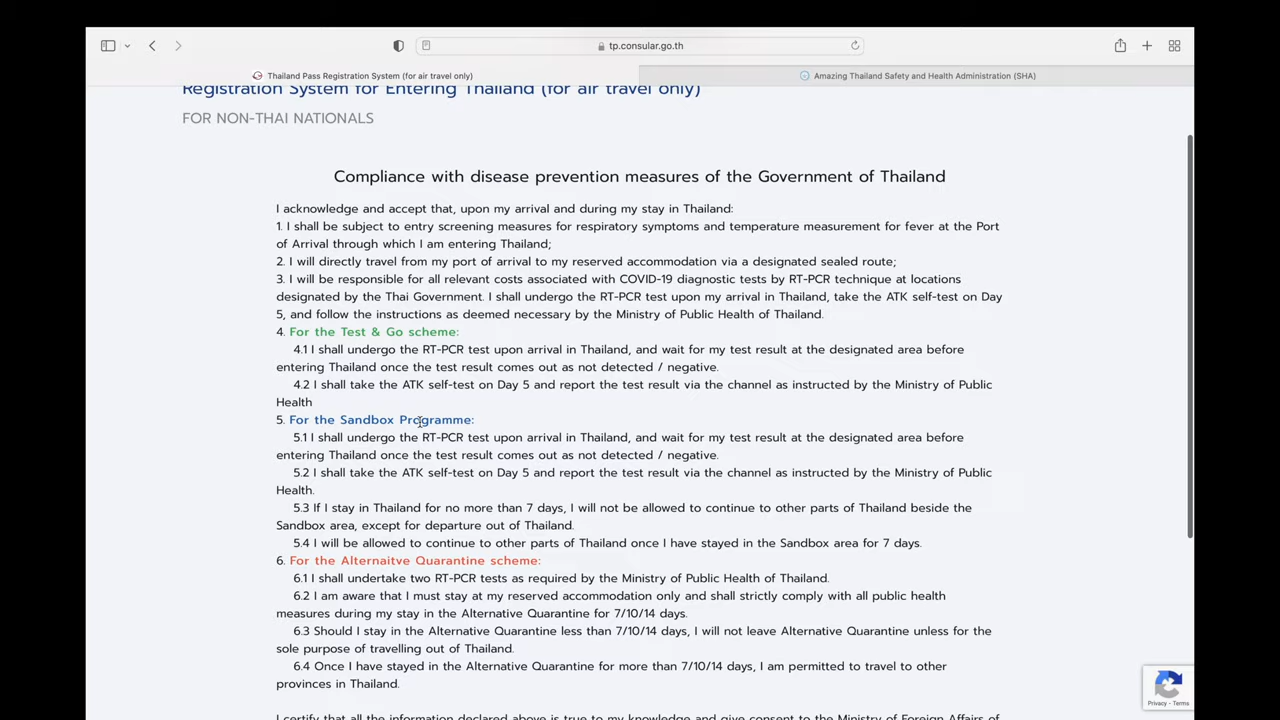 tp.consular.go.th
Thailand Pass Registration System (for air travel only)
Amazing Thailand Safety and Health Administration (SHA)
Registration System for Entering Thailand (for air travel only)
FOR NON-THAI NATIONALS
Compliance with disease prevention measures of the Government of Thailand
I acknowledge and accept that, upon my arrival and during my stay in Thailand:
1. I shall be subject to entry screening measures for respiratory symptoms and temperature measurement for fever at the Port
of Arrival through which I am entering Thailand;
2. I will directly travel from my port of arrival to my reserved accommodation via a designated sealed route;
3. I will be responsible for all relevant costs associated with COVID-19 diagnostic tests by RT-PCR technique at locations
designated by the Thai Government. I shall undergo the RT-PCR test upon my arrival in Thailand, take the ATK self-test on Day
5, and follow the instructions as deemed necessary by the Ministry of Public Health of Thailand.
4. For the Test & Go scheme:
4.1 I shall undergo the RT-PCR test upon arrival in Thailand, and wait for my test result at the designated area before
entering Thailand once the test result comes out as not detected / negative.
4.2 I shall take the ATK self-test on Day 5 and report the test result via the channel as instructed by the Ministry of Public
Health
5. For the Sandbox Programme:
5.1 I shall undergo the RT-PCR test upon arrival in Thailand, and wait for my test result at the designated area before
entering Thailand once the test result comes out as not detected / negative.
5.2 I shall take the ATK self-test on Day 5 and report the test result via the channel as instructed by the Ministry of Public
Health.
5.3 If I stay in Thailand for no more than 7 days, I will not be allowed to continue to other parts of Thailand beside the
Sandbox area, except for departure out of Thailand.
5.4 I will be allowed to continue to other parts of Thailand once I have stayed in the Sandbox area for 7 days.
6. For the Alternaitve Quarantine scheme:
6.1 I shall undertake two RT-PCR tests as required by the Ministry of Public Health of Thailand.
6.2 I am aware that I must stay at my reserved accommodation only and shall strictly comply with all public health
measures during my stay in the Alternative Quarantine for 7/10/14 days.
6.3 Should I stay in the Alternative Quarantine less than 7/10/14 days, I will not leave Alternative Quarantine unless for the
sole purpose of travelling out of Thailand.
6.4 Once I have stayed in the Alternative Quarantine for more than 7/10/14 days, I am permitted to travel to other
provinces in Thailand.
I certify that all the information declared above is true to my knowledge and give consent to the Ministry of Foreign Affairs of
Privacy - Terms